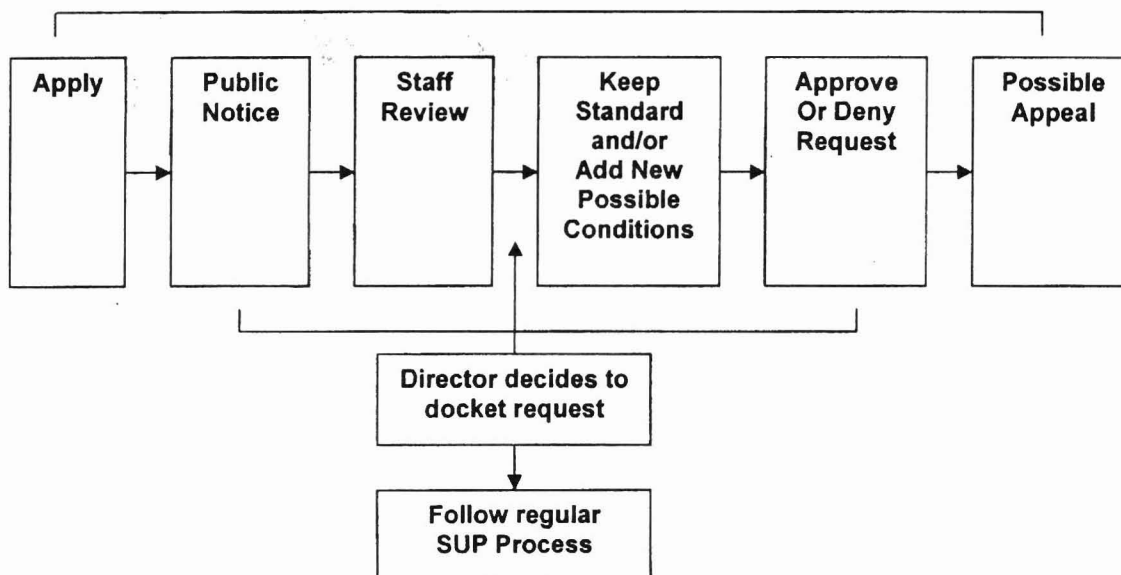 Apply
Public
Notice
Staff
Review
Keep
Standard
and/or
Add New
Possible
Conditions
Approve
Or Deny
Request
Possible
Appeal
Director decides to
docket request
Follow regular
SUP Process